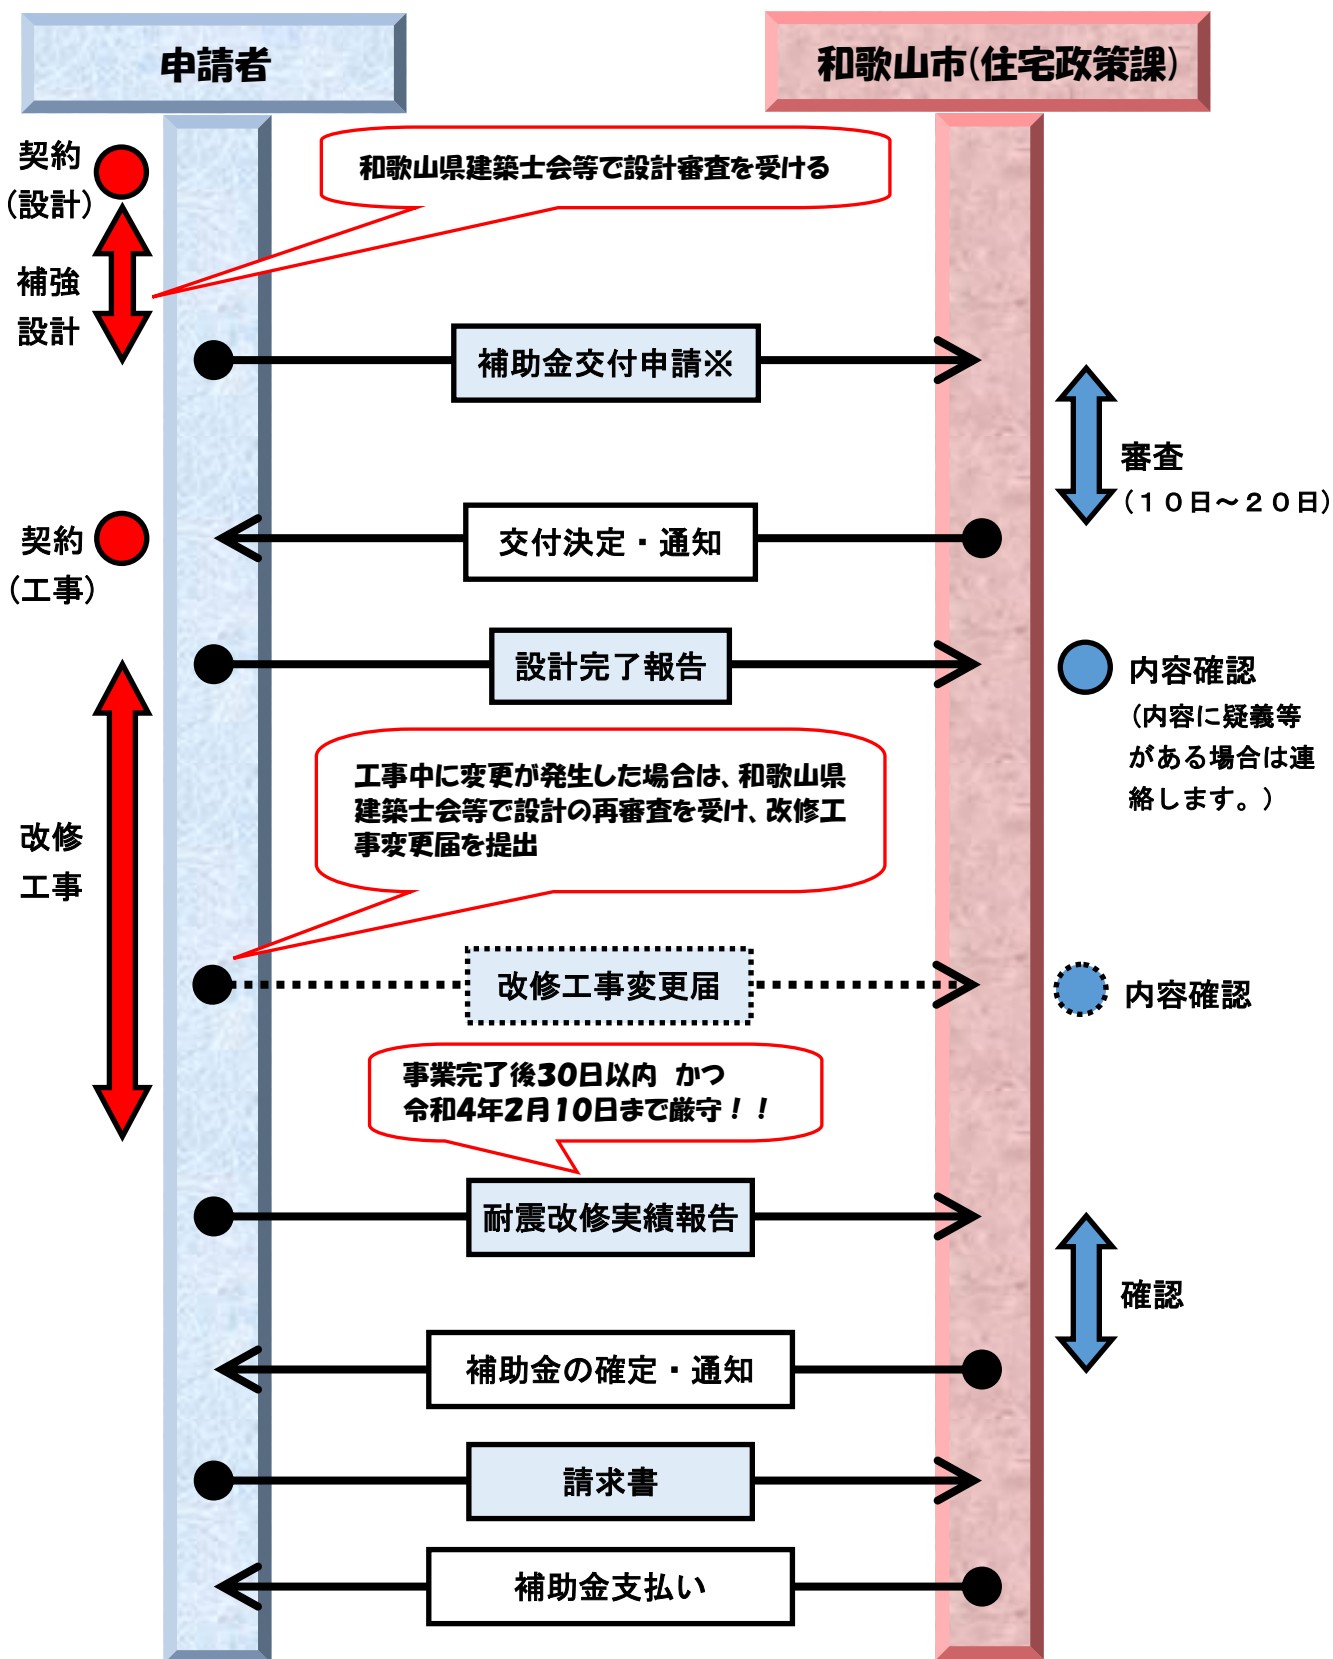 申請者
和歌山市(住宅政策課)
契約
(設計)
和歌山県建築士会等で設計審査を受ける
補強
設計
補助金交付申請※
審査
(10日～20日)
契約
(工事)
交付決定・通知
設計完了報告
内容確認
(内容に疑義等
がある場合は連
絡します。)
工事中に変更が発生した場合は、和歌山県
建築士会等で設計の再審査を受け、改修工
事変更届を提出
改修
工事
改修工事変更届
内容確認
事業完了後30日以内　かつ
令和4年2月10日まで厳守！！
耐震改修実績報告
確認
補助金の確定・通知
請求書
補助金支払い